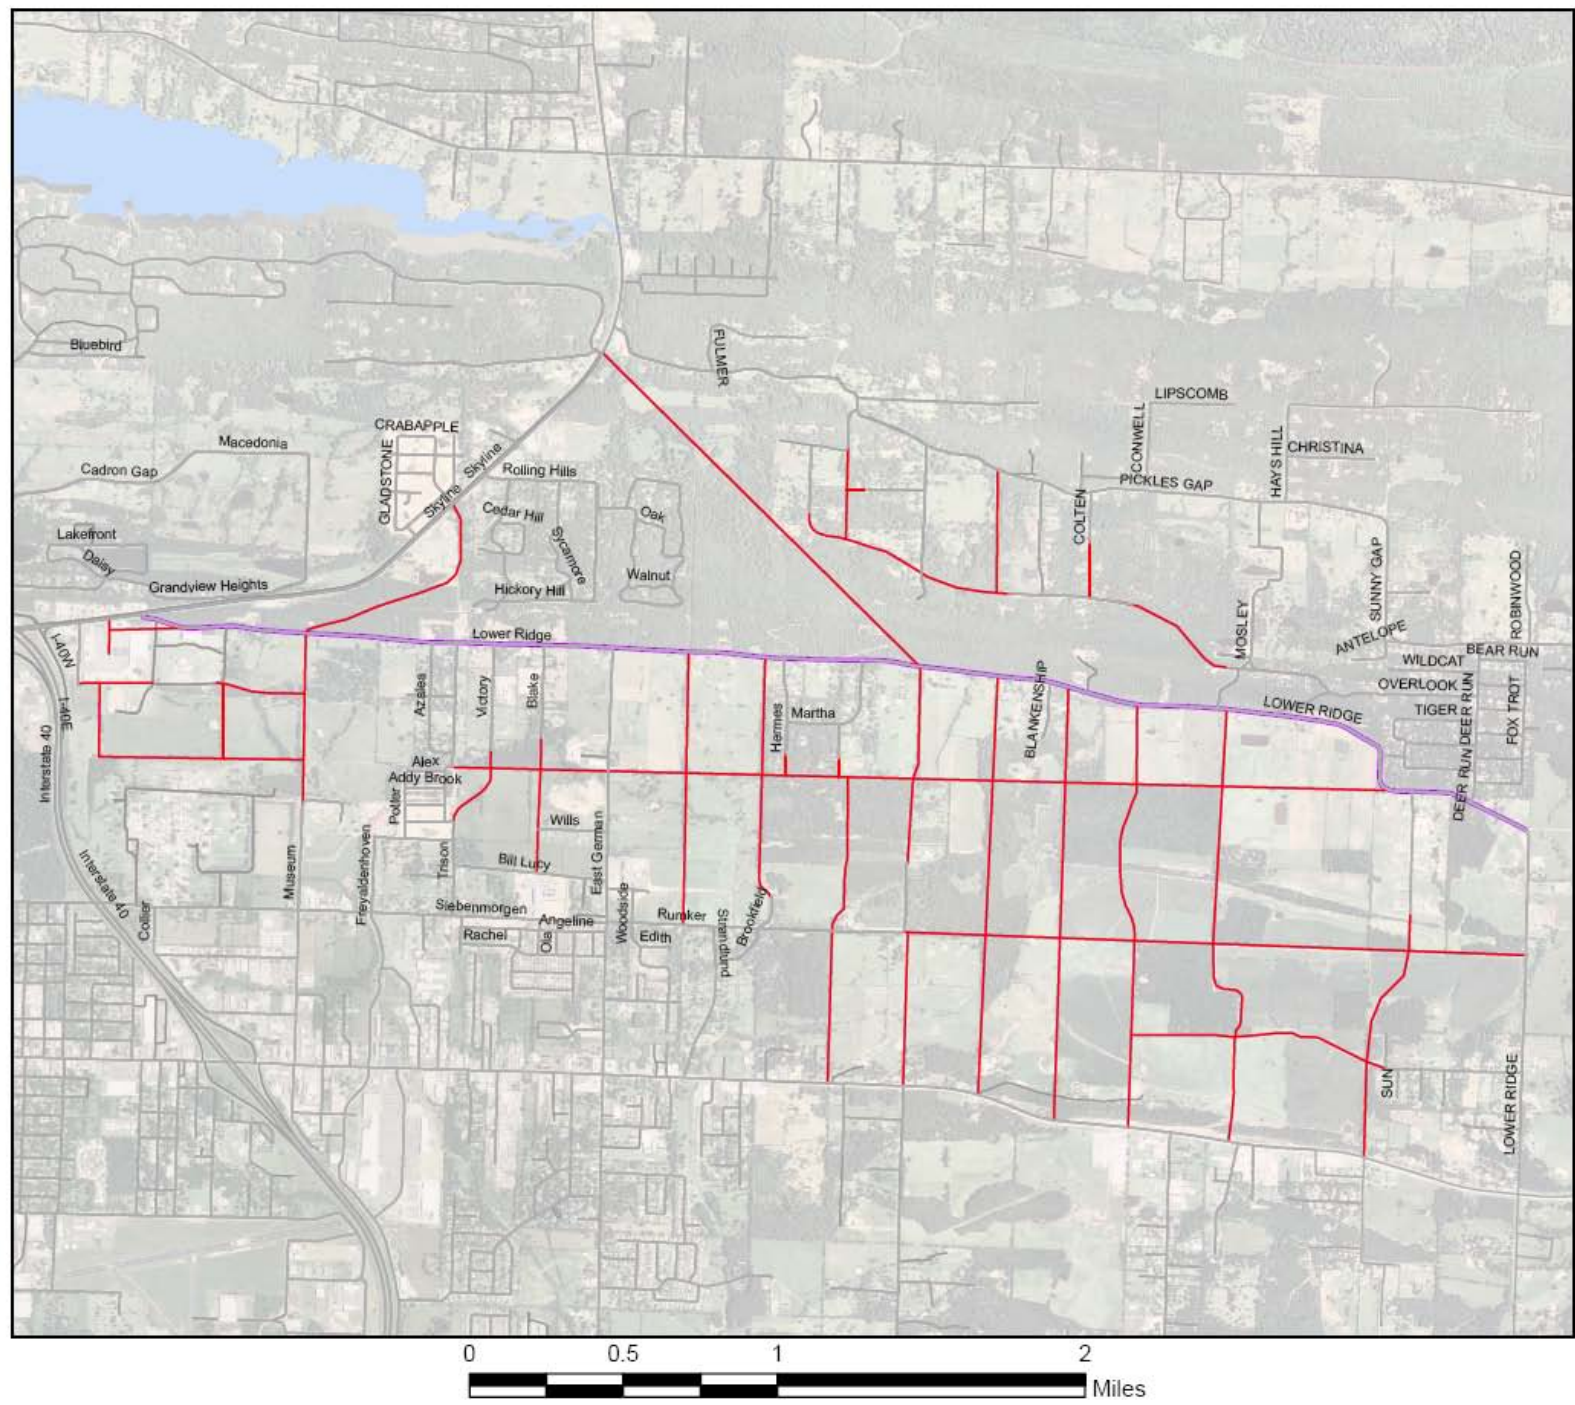 Bluebird
FULMER
LIPSCOMB
CONWELL
CRABAPPLE
GLADSTONE
Macedonia
Cadron Gap
Skyline
Skyline
Rolling Hills
HAYS HILL
CHRISTINA
PICKLES GAP
COLTEN
Cedar Hill
Oak
Sycamore
Lakefront
Daisy
Walnut
Hickory Hill
Grandview Heights
SUNNY GAP
ROBINWOOD
MOSLEY
ANTELOPE
BEAR RUN
WILDCAT
Lower Ridge
I-40W
I-40E
Interstate 40
OVERLOOK
TIGER
DEER RUN
DEER RUN
FOX TROT
LOWER RIDGE
BLANKENSHIP
Azalea
Victory
Blake
Hermes
Martha
Alex
Addy Brook
Potter
Wills
East German
Museum
Freyaldenhoven
Trison
Bill Lucy
Interstate 40
Collier
Siebenmorgen
Angeline
Rachel
Ola
Woodside
Rumker
Edith
Strandlund
Brookfield
SUN
LOWER RIDGE
0 0.5 1 2
Miles